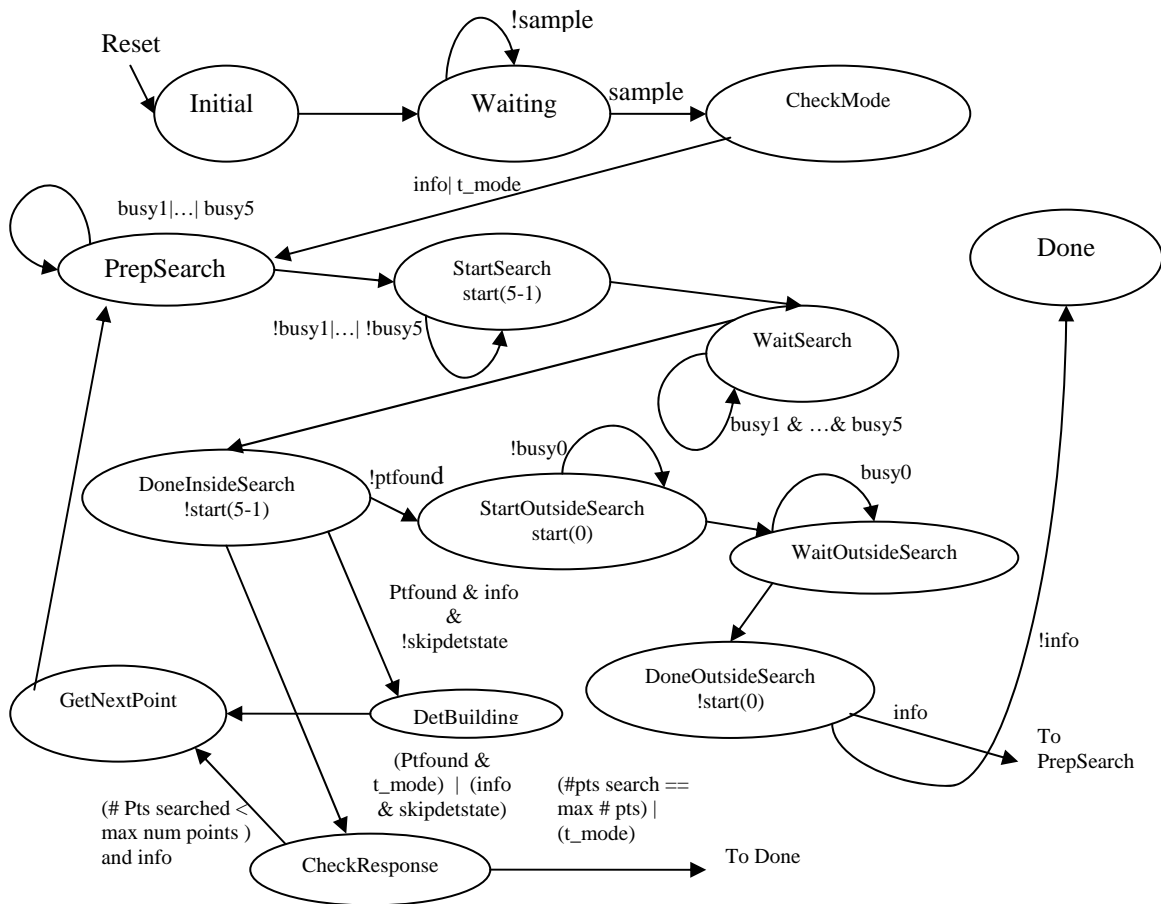 !sample
Reset
Initial
Waiting
sample
CheckMode
info| t_mode
busy1|…| busy5
PrepSearch
StartSearch
start(5-1)
Done
!busy1|…| !busy5
WaitSearch
busy1 & …& busy5
!busy0
busy0
DoneInsideSearch
!start(5-1)
!ptfound
StartOutsideSearch
start(0)
WaitOutsideSearch
Ptfound & info
&
!skipdetstate
!info
GetNextPoint
DetBuilding
DoneOutsideSearch
!start(0)
info
To
PrepSearch
(Ptfound &
t_mode) | (info
& skipdetstate)
(#pts search ==
max # pts) |
(t_mode)
(# Pts searched <
max num points )
and info
CheckResponse
To Done